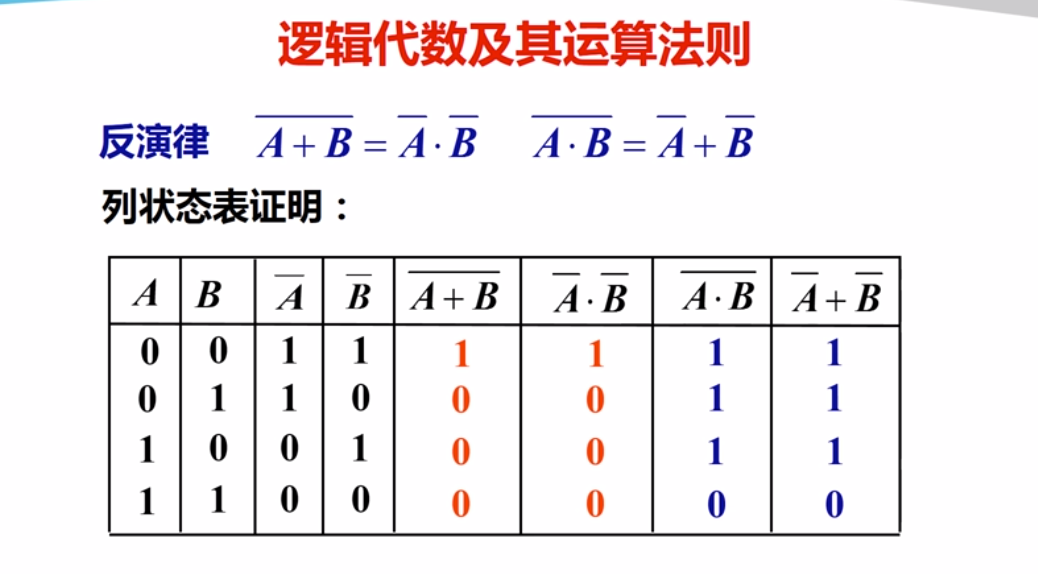 逻辑代数及其运算法则
反演律 $\overline{A+B}=\overline{A}\cdot\overline{B}$ $\overline{A\cdot B}=\overline{A}+\overline{B}$
列状态表证明：
$A$ $B$ $\overline{A}$ $\overline{B}$ $\overline{A+B}$ $\overline{A}\cdot\overline{B}$ $\overline{A\cdot B}$ $\overline{A}+\overline{B}$
0 0 1 1 1 1 1 1
0 1 1 0 0 0 1 1
1 0 0 1 0 0 1 1
1 1 0 0 0 0 0 0